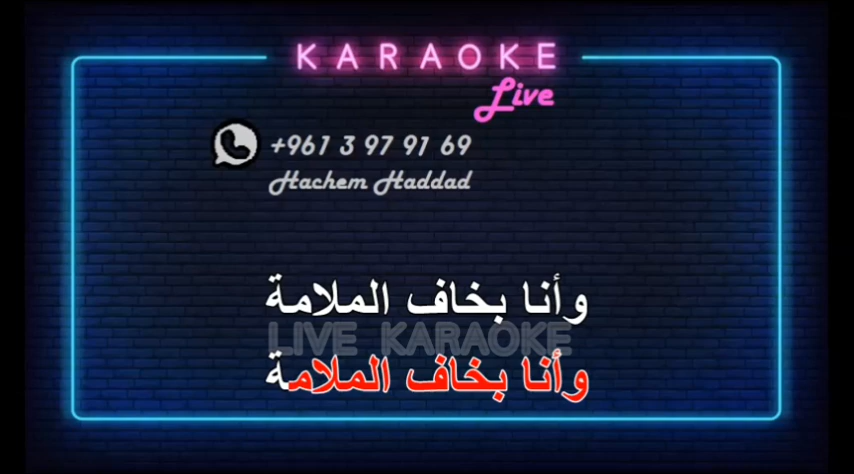 KARAOKE
Live
+961 3 97 91 69
Hachem Haddad
وأنا بخاف الملامة
LIVE KARAOKE
وأنا بخاف الملامة